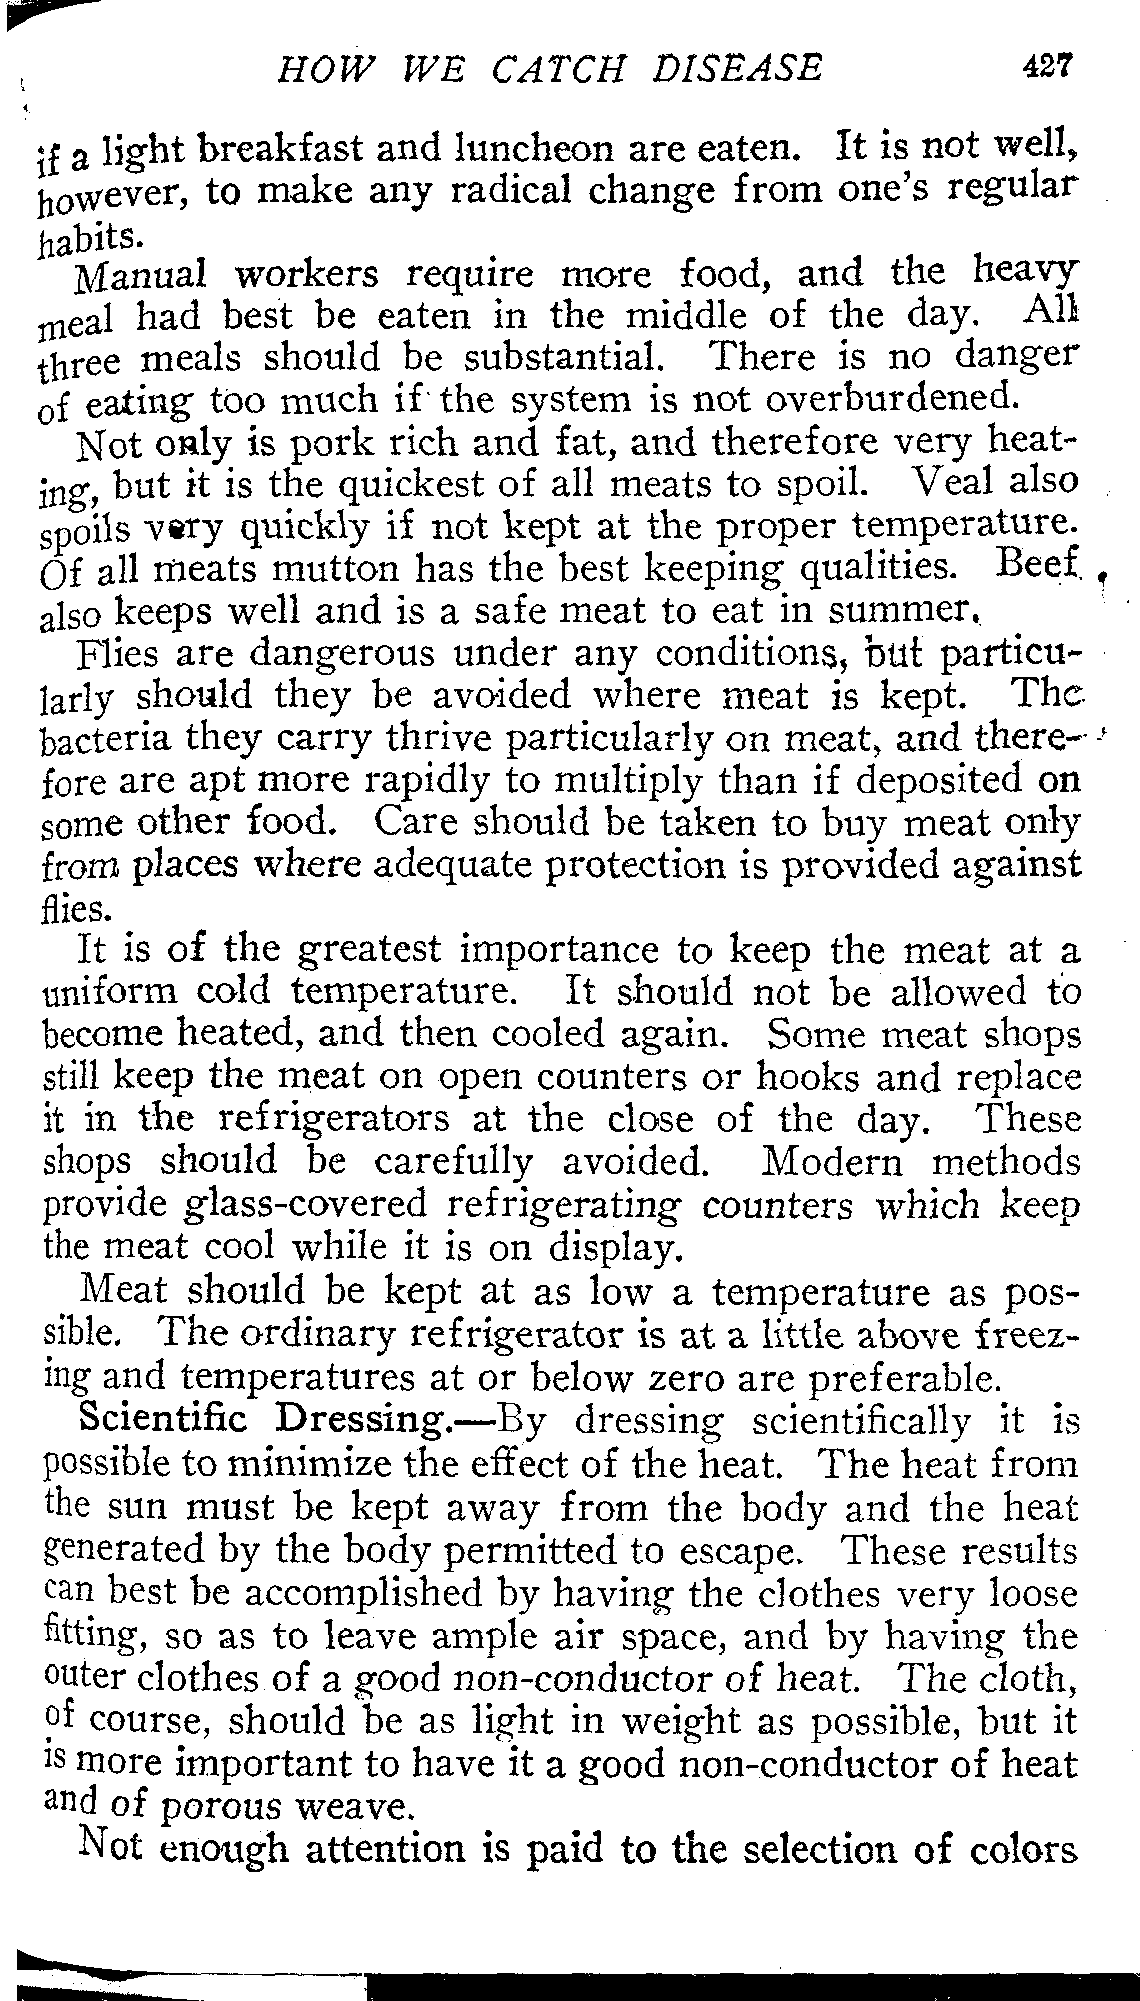 HOW WE CATCH DISEASE 427
if a light breakfast and luncheon are eaten. It is not well,
however, to make any radical change from one's regular
habits.
Manual workers require more food, and the heavy
meal had best be eaten in the middle of the day. All
three meals should be substantial. There is no danger
of eating too much if the system is not overburdened.
Not only is pork rich and fat, and therefore very heat-
ing, but it is the quickest of all meats to spoil. Veal also
spoils very quickly if not kept at the proper temperature.
Of all meats mutton has the best keeping qualities. Beef
also keeps well and is a safe meat to eat in summer.
Flies are dangerous under any conditions, but particu-
larly should they be avoided where meat is kept. The
bacteria they carry thrive particularly on meat, and there-
fore are apt more rapidly to multiply than if deposited on
some other food. Care should be taken to buy meat only
from places where adequate protection is provided against
flies.
It is of the greatest importance to keep the meat at a
uniform cold temperature. It should not be allowed to
become heated, and then cooled again. Some meat shops
still keep the meat on open counters or hooks and replace
it in the refrigerators at the close of the day. These
shops should be carefully avoided. Modern methods
provide glass-covered refrigerating counters which keep
the meat cool while it is on display.
Meat should be kept at as low a temperature as pos-
sible. The ordinary refrigerator is at a little above freez-
ing and temperatures at or below zero are preferable.
Scientific Dressing.—By dressing scientifically it is
possible to minimize the effect of the heat. The heat from
the sun must be kept away from the body and the heat
generated by the body permitted to escape. These results
can best be accomplished by having the clothes very loose
fitting, so as to leave ample air space, and by having the
outer clothes of a good non-conductor of heat. The cloth,
of course, should be as light in weight as possible, but it
is more important to have it a good non-conductor of heat
and of porous weave.
Not enough attention is paid to the selection of colors